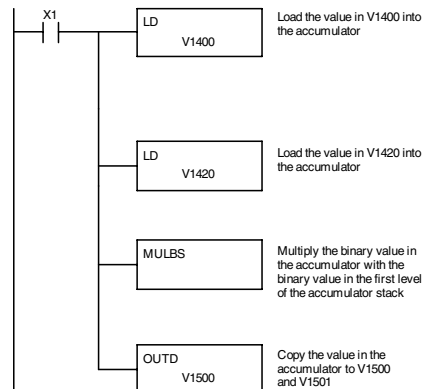 X1
LD
V1400
Load the value in V1400 into
the accumulator
LD
V1420
Load the value in V1420 into
the accumulator
MULBS
Multiply the binary value in
the accumulator with the
binary value in the first level
of the accumulator stack
OUTD
V1500
Copy the value in the
accumulator to V1500
and V1501